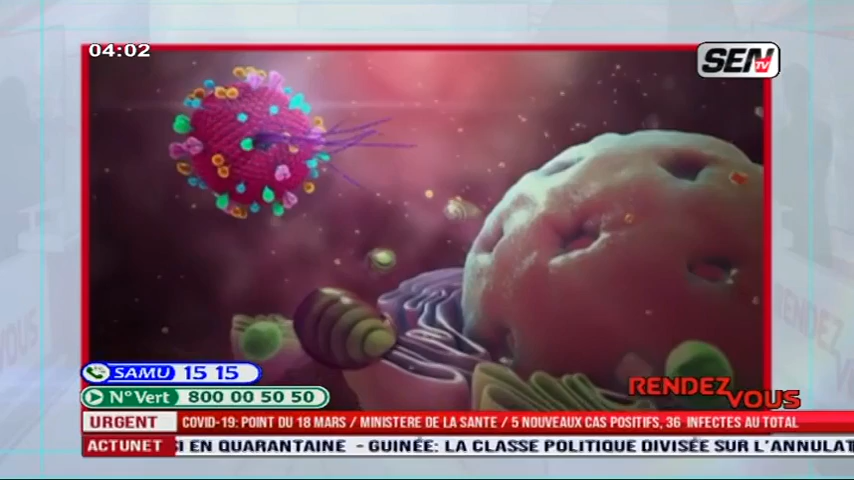 04:02
SEN TV
SAMU 15 15
N° Vert 800 00 50 50
RENDEZ VOUS
URGENT COVID-19: POINT DU 18 MARS / MINISTERE DE LA SANTE / 5 NOUVEAUX CAS POSITIFS, 36 INFECTES AU TOTAL
ACTUNET EN QUARANTAINE - GUINÉE: LA CLASSE POLITIQUE DIVISÉE SUR L'ANNULAT
RENDEZ
VOUS